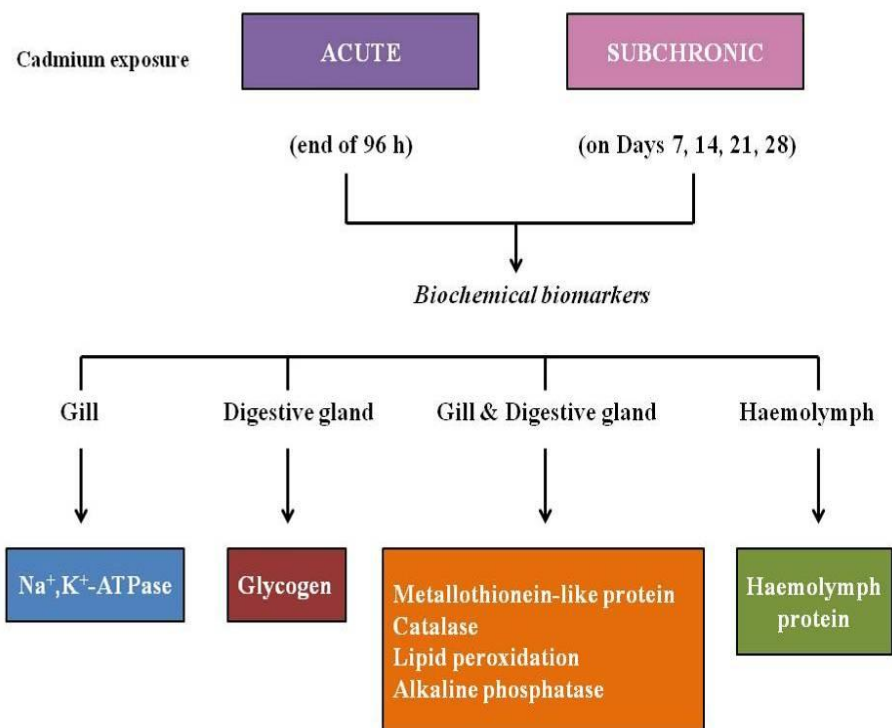 Cadmium exposure
ACUTE
SUBCHRONIC
(end of 96 h)
(on Days 7, 14, 21, 28)
Biochemical biomarkers
Gill
Digestive gland
Gill & Digestive gland
Haemolymph
Na⁺,K⁺-ATPase
Glycogen
Metallothionein-like protein
Catalase
Lipid peroxidation
Alkaline phosphatase
Haemolymph
protein